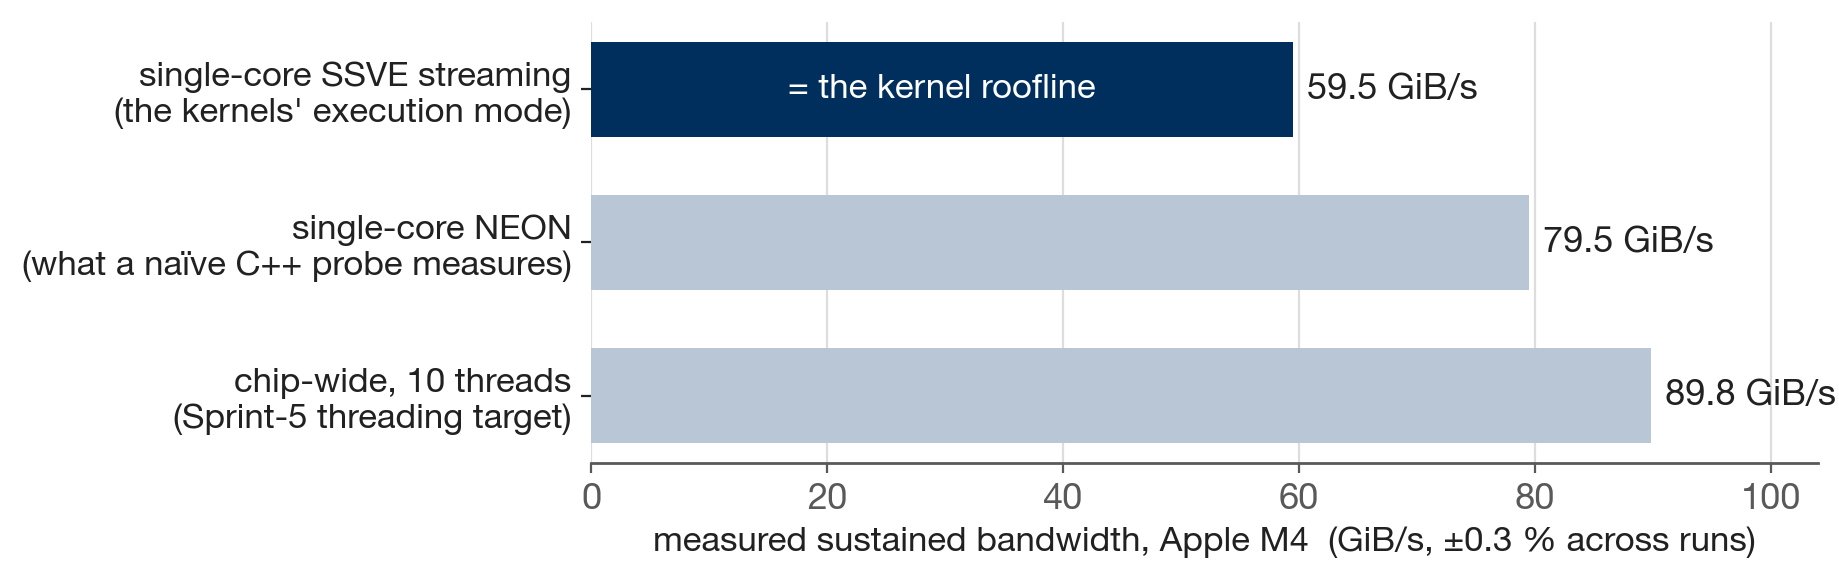 single-core SSVE streaming
(the kernels' execution mode)
= the kernel roofline
59.5 GiB/s
single-core NEON
(what a naïve C++ probe measures)
79.5 GiB/s
chip-wide, 10 threads
(Sprint-5 threading target)
89.8 GiB/s
0 20 40 60 80 100
measured sustained bandwidth, Apple M4 (GiB/s, ±0.3 % across runs)